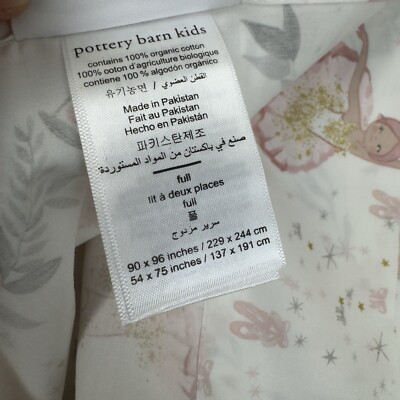 pottery barn kids
contains 100% organic cotton
100% coton d'agriculture biologique
contiene 100% algodón orgánico
유기농면 / القطن العضوي
Made in Pakistan
Fait au Pakistan
Hecho en Pakistán
파키스탄제조
صنع في باكستان من المواد المستوردة
full
lit à deux places
full
풀
سرير مزدوج
90 x 96 inches / 229 x 244 cm
54 x 75 inches / 137 x 191 cm